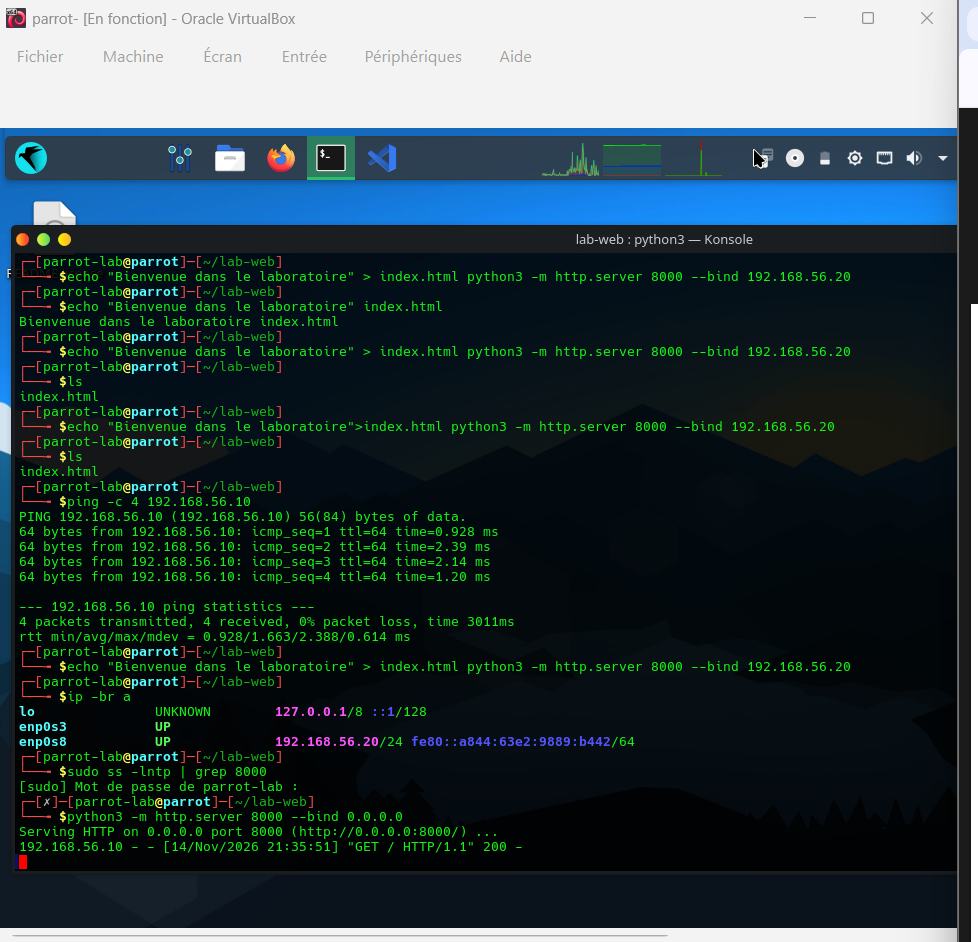 parrot- [En fonction] - Oracle VirtualBox
Fichier Machine Écran Entrée Périphériques Aide
lab-web : python3 — Konsole
┌─[parrot-lab@parrot]─[~/lab-web]
└──╼ $echo "Bienvenue dans le laboratoire" > index.html python3 -m http.server 8000 --bind 192.168.56.20
┌─[parrot-lab@parrot]─[~/lab-web]
└──╼ $echo "Bienvenue dans le laboratoire" index.html
Bienvenue dans le laboratoire index.html
┌─[parrot-lab@parrot]─[~/lab-web]
└──╼ $echo "Bienvenue dans le laboratoire" > index.html python3 -m http.server 8000 --bind 192.168.56.20
┌─[parrot-lab@parrot]─[~/lab-web]
└──╼ $ls
index.html
┌─[parrot-lab@parrot]─[~/lab-web]
└──╼ $echo "Bienvenue dans le laboratoire">index.html python3 -m http.server 8000 --bind 192.168.56.20
┌─[parrot-lab@parrot]─[~/lab-web]
└──╼ $ls
index.html
┌─[parrot-lab@parrot]─[~/lab-web]
└──╼ $ping -c 4 192.168.56.10
PING 192.168.56.10 (192.168.56.10) 56(84) bytes of data.
64 bytes from 192.168.56.10: icmp_seq=1 ttl=64 time=0.928 ms
64 bytes from 192.168.56.10: icmp_seq=2 ttl=64 time=2.39 ms
64 bytes from 192.168.56.10: icmp_seq=3 ttl=64 time=2.14 ms
64 bytes from 192.168.56.10: icmp_seq=4 ttl=64 time=1.20 ms
--- 192.168.56.10 ping statistics ---
4 packets transmitted, 4 received, 0% packet loss, time 3011ms
rtt min/avg/max/mdev = 0.928/1.663/2.388/0.614 ms
┌─[parrot-lab@parrot]─[~/lab-web]
└──╼ $echo "Bienvenue dans le laboratoire" > index.html python3 -m http.server 8000 --bind 192.168.56.20
┌─[parrot-lab@parrot]─[~/lab-web]
└──╼ $ip -br a
lo UNKNOWN 127.0.0.1/8 ::1/128
enp0s3 UP
enp0s8 UP 192.168.56.20/24 fe80::a844:63e2:9889:b442/64
┌─[parrot-lab@parrot]─[~/lab-web]
└──╼ $sudo ss -lntp | grep 8000
[sudo] Mot de passe de parrot-lab :
┌─[✗]─[parrot-lab@parrot]─[~/lab-web]
└──╼ $python3 -m http.server 8000 --bind 0.0.0.0
Serving HTTP on 0.0.0.0 port 8000 (http://0.0.0.0:8000/) ...
192.168.56.10 - - [14/Nov/2026 21:35:51] "GET / HTTP/1.1" 200 -